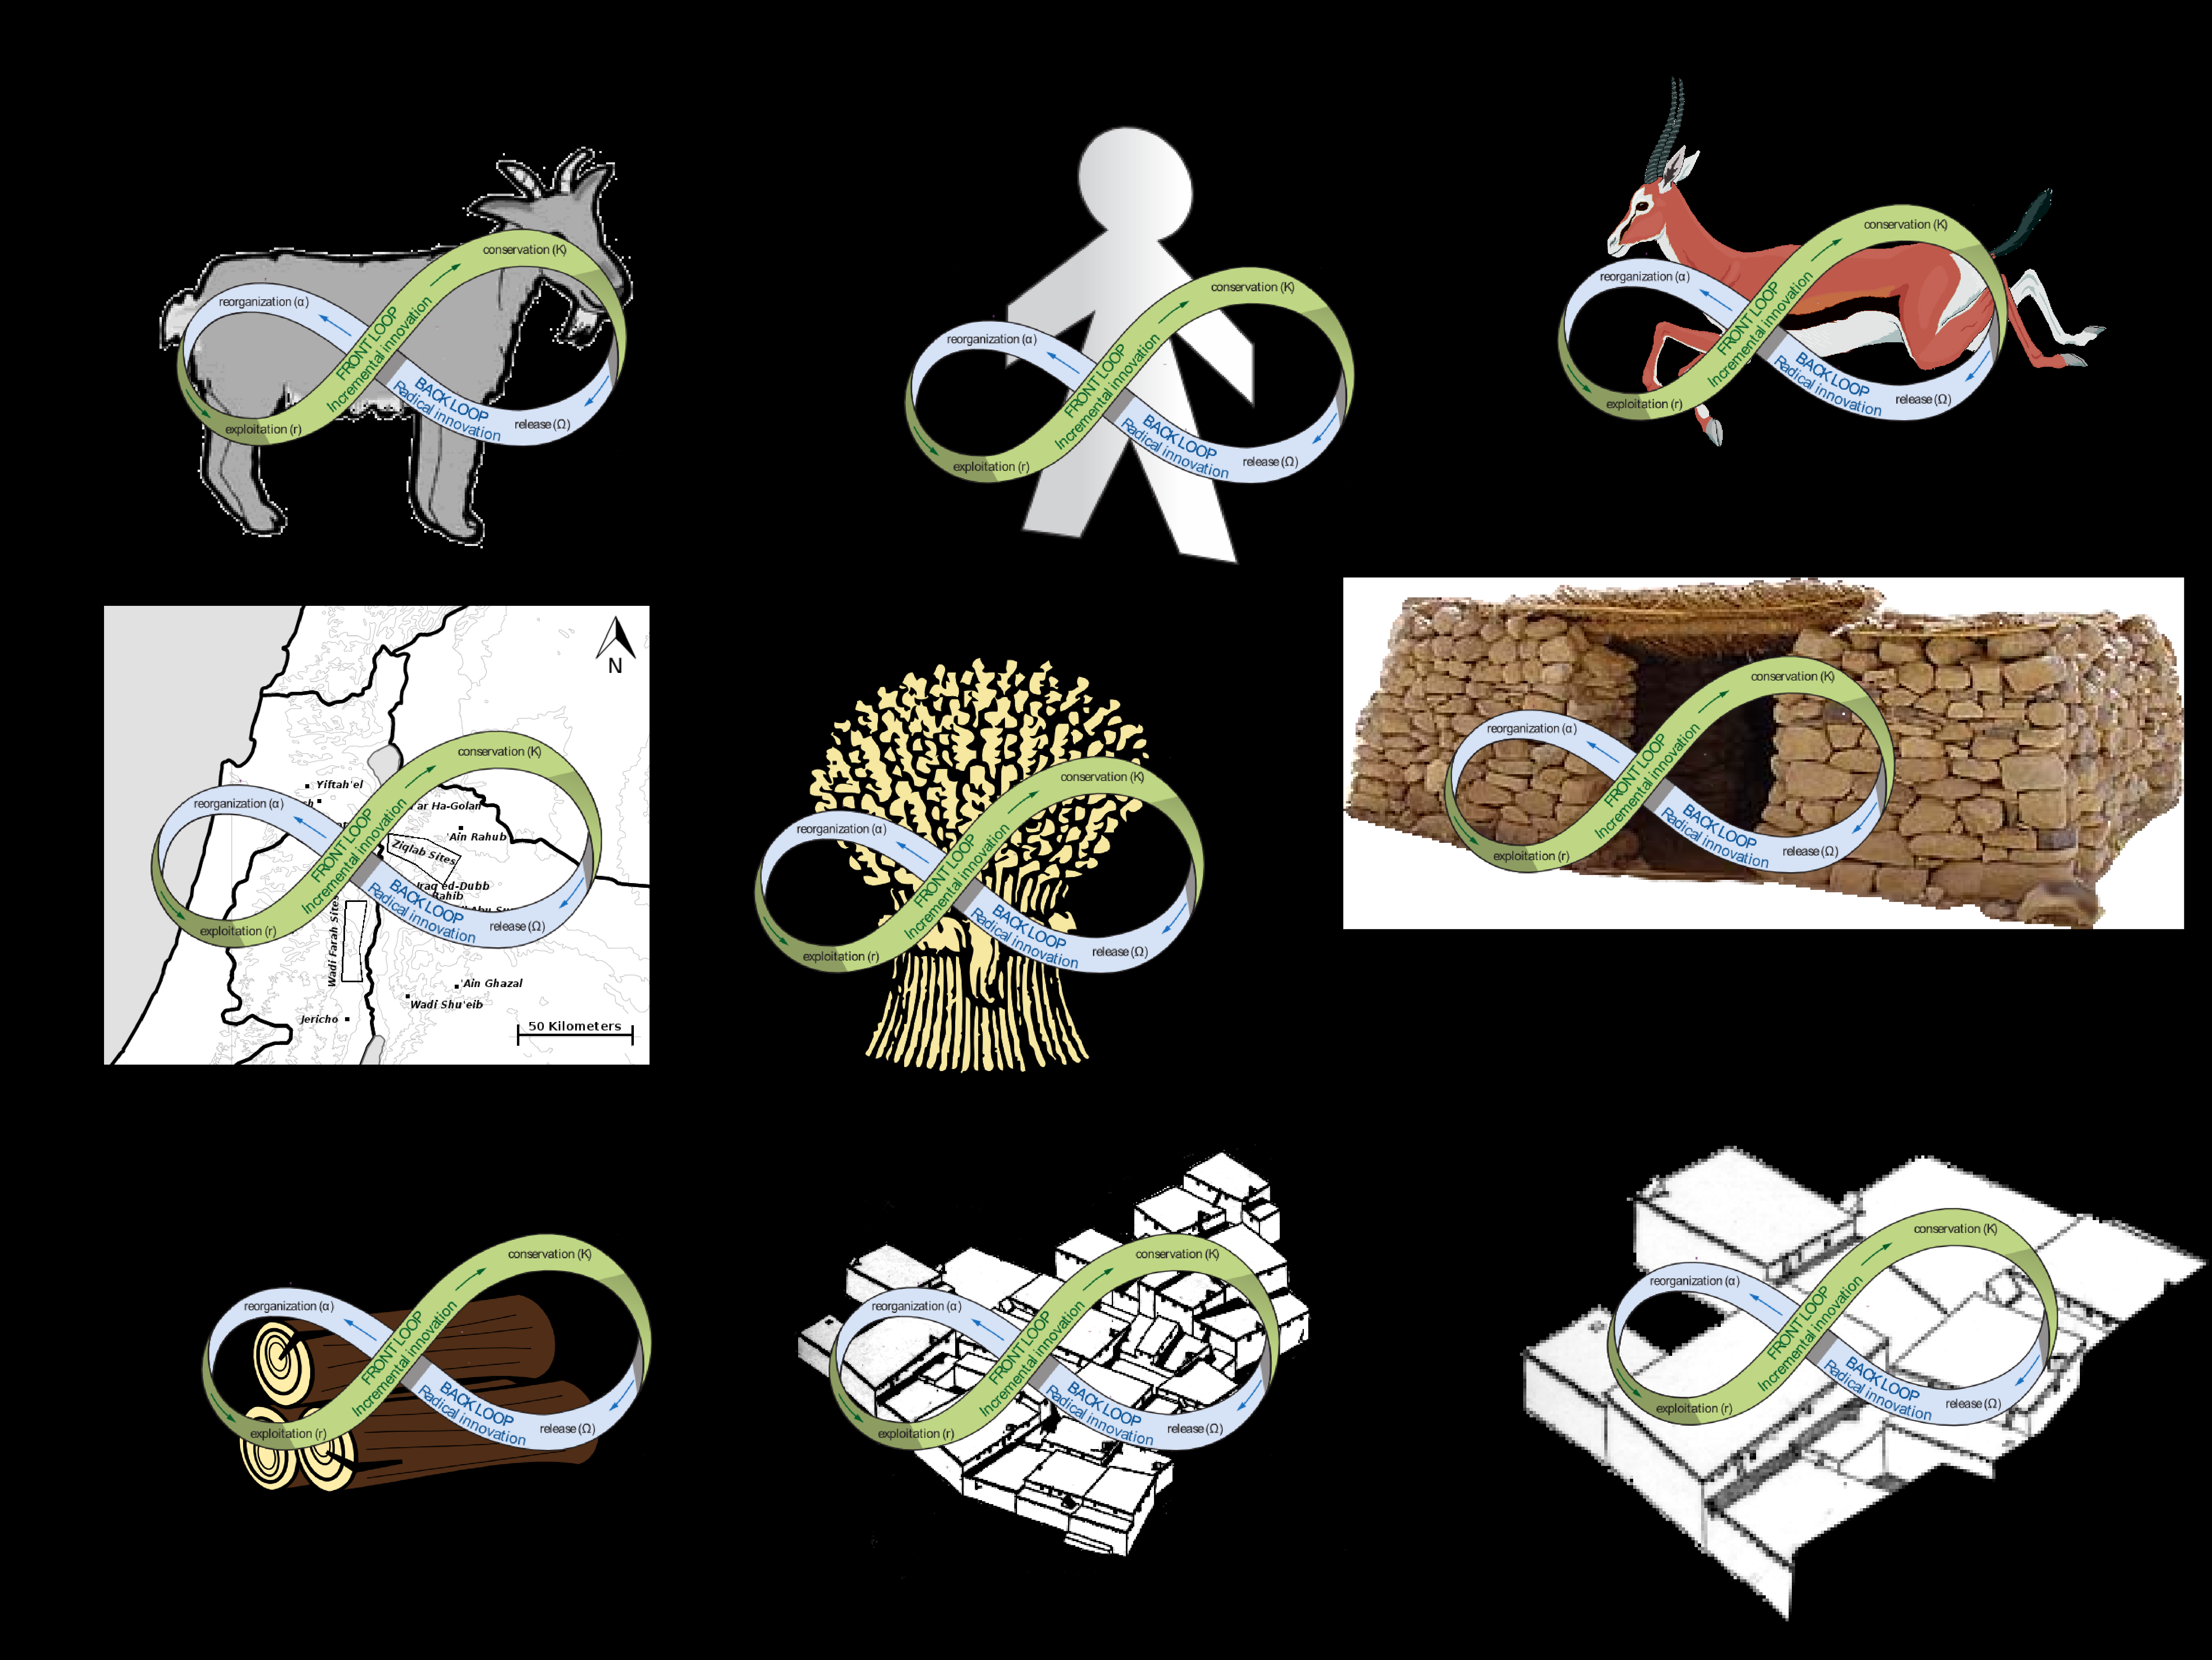 conservation (K)
reorganization (α)
FRONT LOOP
Incremental innovation
BACK LOOP
Radical innovation
exploitation (r)
release (Ω)
conservation (K)
reorganization (α)
FRONT LOOP
Incremental innovation
BACK LOOP
Radical innovation
exploitation (r)
release (Ω)
conservation (K)
reorganization (α)
FRONT LOOP
Incremental innovation
BACK LOOP
Radical innovation
exploitation (r)
release (Ω)
N
conservation (K)
Yiftah'el
reorganization (α)
'ar Ha-Golan
'Ain Rahub
Ziqlab Sites
FRONT LOOP
Incremental innovation
Iraq ed-Dubb
Rahib
BACK LOOP
Radical innovation
exploitation (r)
release (Ω)
Wadi Farah Sites
'Ain Ghazal
Wadi Shu'eib
Jericho
50 Kilometers
conservation (K)
reorganization (α)
FRONT LOOP
Incremental innovation
BACK LOOP
Radical innovation
exploitation (r)
release (Ω)
conservation (K)
reorganization (α)
FRONT LOOP
Incremental innovation
BACK LOOP
Radical innovation
exploitation (r)
release (Ω)
conservation (K)
reorganization (α)
FRONT LOOP
Incremental innovation
BACK LOOP
Radical innovation
exploitation (r)
release (Ω)
conservation (K)
reorganization (α)
FRONT LOOP
Incremental innovation
BACK LOOP
Radical innovation
exploitation (r)
release (Ω)
conservation (K)
reorganization (α)
FRONT LOOP
Incremental innovation
BACK LOOP
Radical innovation
exploitation (r)
release (Ω)